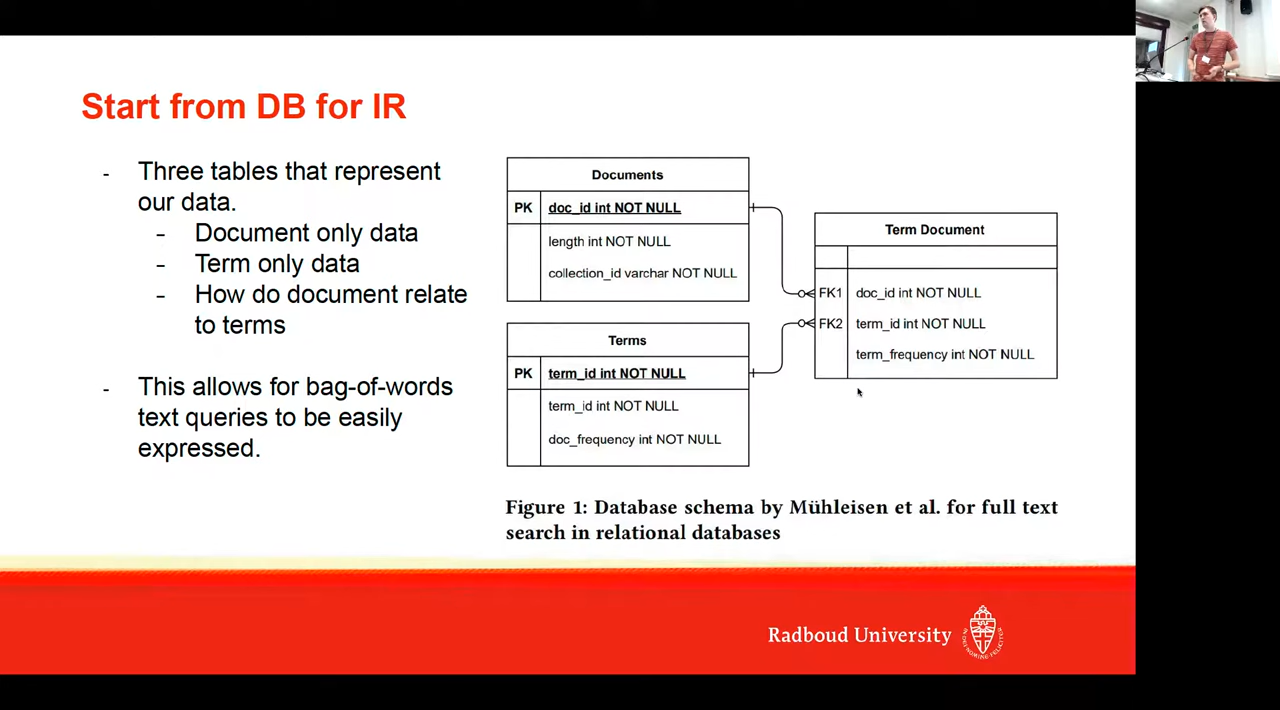 Start from DB for IR
- Three tables that represent
our data.
- Document only data
- Term only data
- How do document relate
to terms
- This allows for bag-of-words
text queries to be easily
expressed.
Documents
PK doc_id int NOT NULL
length int NOT NULL
collection_id varchar NOT NULL
Terms
PK term_id int NOT NULL
term_id int NOT NULL
doc_frequency int NOT NULL
Term Document
FK1 doc_id int NOT NULL
FK2 term_id int NOT NULL
term_frequency int NOT NULL
Figure 1: Database schema by Mühleisen et al. for full text
search in relational databases
Radboud University